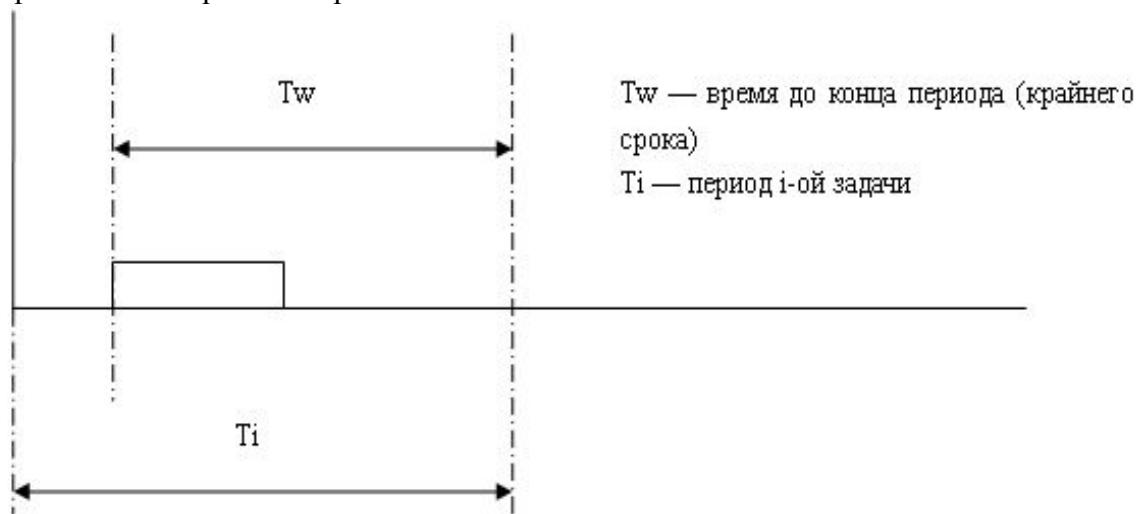 Tw
Tw — время до конца периода (крайнего
срока)
Ti — период i-ой задачи
Ti